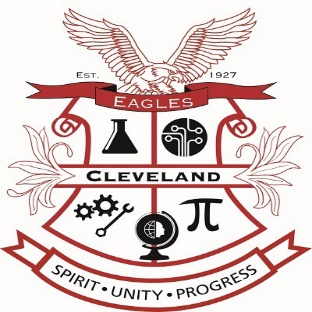 EST. 1927
EAGLES
CLEVELAND
π
SPIRIT • UNITY • PROGRESS